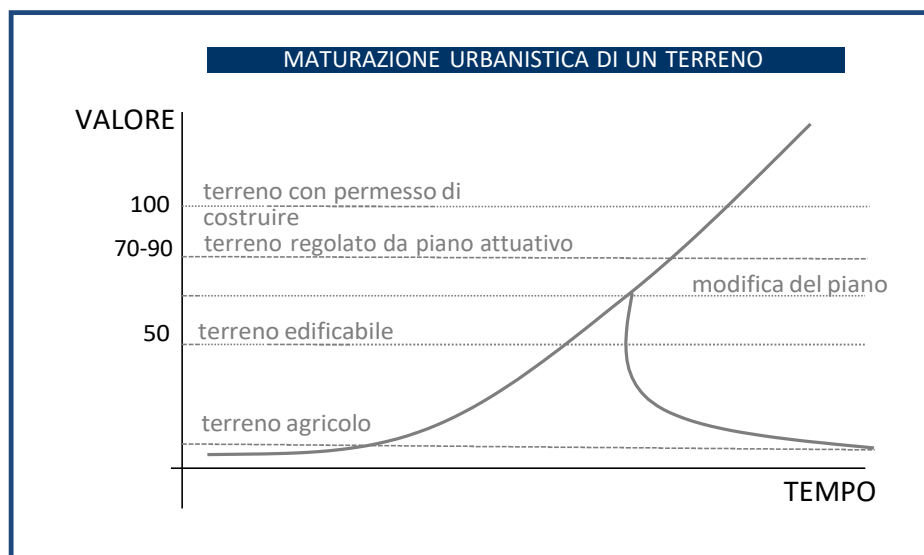 MATURAZIONE URBANISTICA DI UN TERRENO
VALORE
terreno con permesso di
100
costruire
70-90
terreno regolato da piano attuativo
modifica del piano
50
terreno edificabile
terreno agricolo
TEMPO